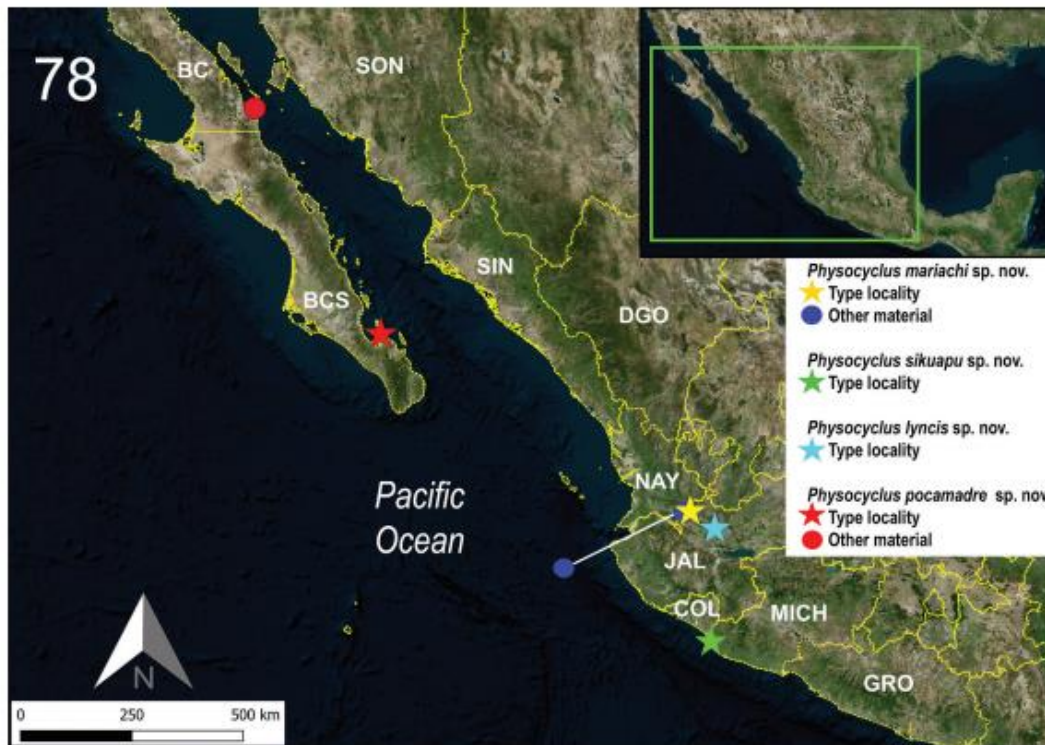 78
BC
SON
BCS
SIN
DGO
NAY
JAL
COL
MICH
GRO
Pacific
Ocean
N
0 250 500 km
Physocyclus mariachi sp. nov.
Type locality
Other material
Physocyclus sikuapu sp. nov.
Type locality
Physocyclus lyncis sp. nov.
Type locality
Physocyclus pocamadre sp. nov
Type locality
Other material